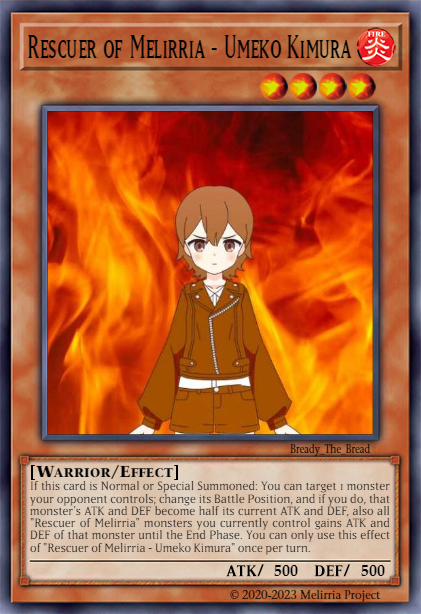 Rescuer of Melirria - Umeko Kimura
FIRE
炎
Bready_The_Bread
[Warrior/Effect]
If this card is Normal or Special Summoned: You can target 1 monster
your opponent controls; change its Battle Position, and if you do, that
monster's ATK and DEF become half its current ATK and DEF, also all
"Rescuer of Melirria" monsters you currently control gains ATK and
DEF of that monster until the End Phase. You can only use this effect
of "Rescuer of Melirria - Umeko Kimura" once per turn.
ATK/ 500 DEF/ 500
© 2020-2023 Melirria Project